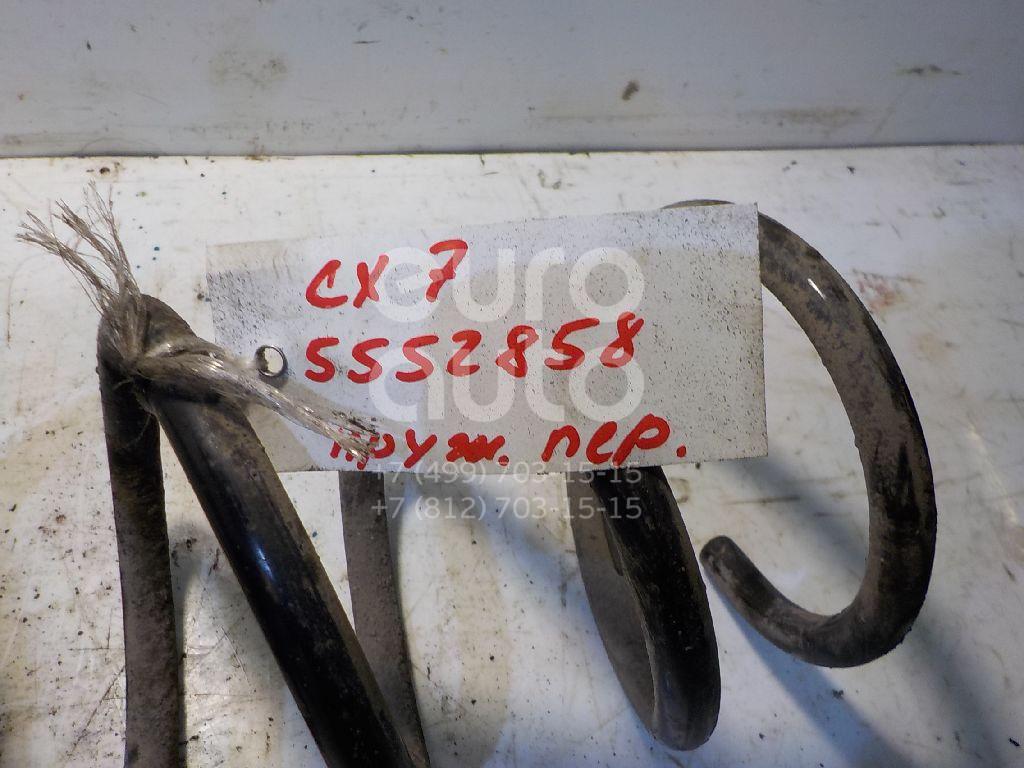 CX 7
5552858
пруж. пер.
euro
auto
+7 (499) 703-15-15
+7 (812) 703-15-15